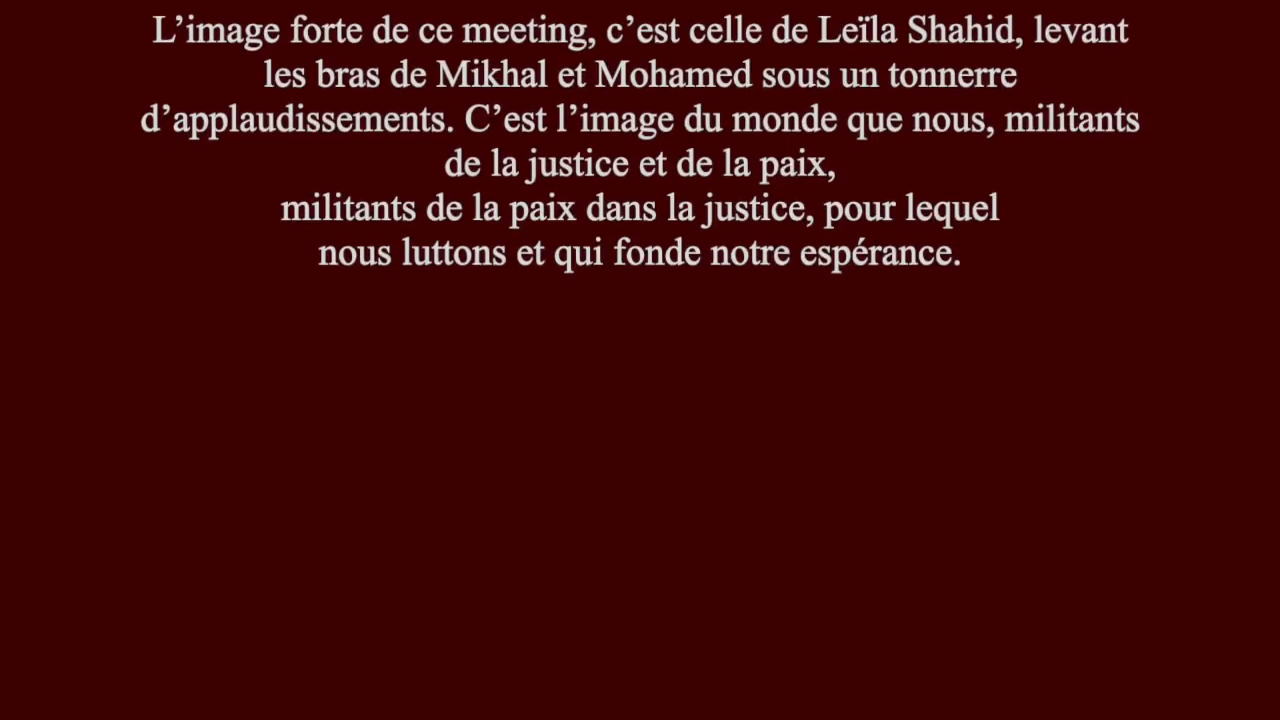 L’image forte de ce meeting, c’est celle de Leïla Shahid, levant
les bras de Mikhal et Mohamed sous un tonnerre
d’applaudissements. C’est l’image du monde que nous, militants
de la justice et de la paix,
militants de la paix dans la justice, pour lequel
nous luttons et qui fonde notre espérance.